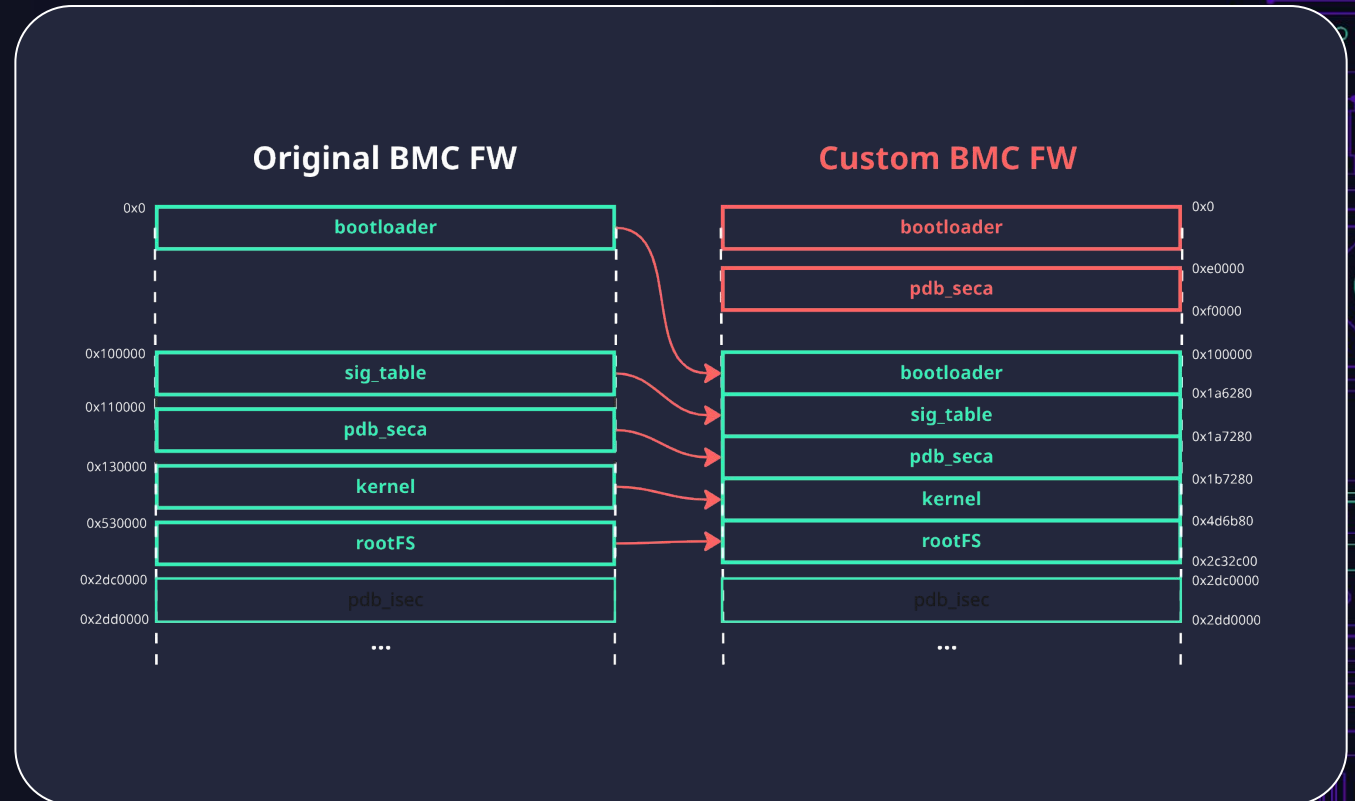 Original BMC FW
0x0
bootloader
0x100000
sig_table
0x110000
pdb_seca
0x130000
kernel
0x530000
rootFS
0x2dc0000
pdb_isec
0x2dd0000
...
Custom BMC FW
0x0
bootloader
0xe0000
pdb_seca
0xf0000
0x100000
bootloader
0x1a6280
sig_table
0x1a7280
pdb_seca
0x1b7280
kernel
0x4d6b80
rootFS
0x2c32c00
0x2dc0000
pdb_isec
0x2dd0000
...